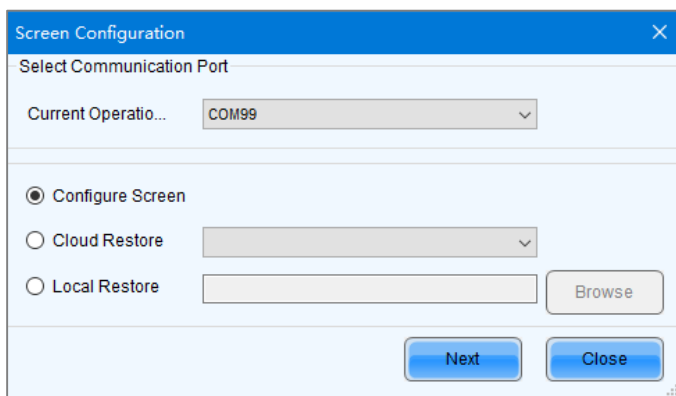 Screen Configuration
Select Communication Port
Current Operatio... COM99
Configure Screen
Cloud Restore
Local Restore Browse
Next Close